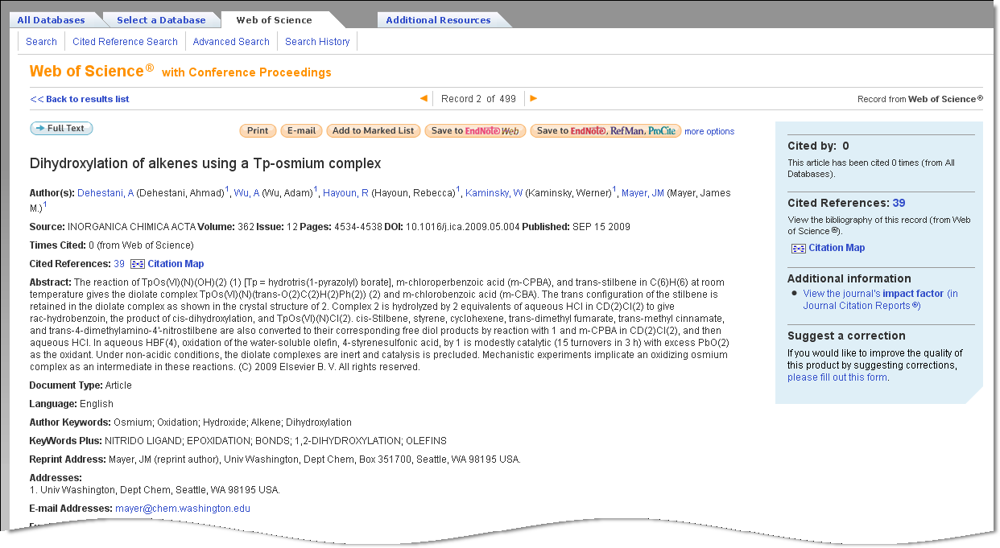 All Databases Select a Database Web of Science Additional Resources
Search Cited Reference Search Advanced Search Search History
Web of Science® with Conference Proceedings
<< Back to results list Record 2 of 499 Record from Web of Science®
Full Text Print E-mail Add to Marked List Save to EndNote Web Save to EndNote, RefMan, ProCite more options
Dihydroxylation of alkenes using a Tp-osmium complex
Author(s): Dehestani, A (Dehestani, Ahmad)1, Wu, A (Wu, Adam)1, Hayoun, R (Hayoun, Rebecca)1, Kaminsky, W (Kaminsky, Werner)1, Mayer, JM (Mayer, James
M.)1
Source: INORGANICA CHIMICA ACTA Volume: 362 Issue: 12 Pages: 4534-4538 DOI: 10.1016/j.ica.2009.05.004 Published: SEP 15 2009
Times Cited: 0 (from Web of Science)
Cited References: 39 Citation Map
Abstract: The reaction of TpOs(VI)(N)(OH)(2) (1) [Tp = hydrotris(1-pyrazolyl) borate], m-chloroperbenzoic acid (m-CPBA), and trans-stilbene in C(6)H(6) at room
temperature gives the diolate complex TpOs(VI)(N)(trans-O(2)C(2)H(2)Ph(2)) (2) and m-chlorobenzoic acid (m-CBA). The trans configuration of the stilbene is
retained in the diolate complex as shown in the crystal structure of 2. Complex 2 is hydrolyzed by 2 equivalents of aqueous HCl in CD(2)Cl(2) to give
rac-hydrobenzoin, the product of cis-dihydroxylation, and TpOs(VI)(N)Cl(2). cis-Stilbene, styrene, cyclohexene, trans-dimethyl fumarate, trans-methyl cinnamate,
and trans-4-dimethylamino-4'-nitrostilbene are also converted to their corresponding free diol products by reaction with 1 and m-CPBA in CD(2)Cl(2), and then
aqueous HCl. In aqueous HBF(4), oxidation of the water-soluble olefin, 4-styrenesulfonic acid, by 1 is modestly catalytic (15 turnovers in 3 h) with excess PbO(2)
as the oxidant. Under non-acidic conditions, the diolate complexes are inert and catalysis is precluded. Mechanistic experiments implicate an oxidizing osmium
complex as an intermediate in these reactions. (C) 2009 Elsevier B. V. All rights reserved.
Document Type: Article
Language: English
Author Keywords: Osmium; Oxidation; Hydroxide; Alkene; Dihydroxylation
KeyWords Plus: NITRIDO LIGAND; EPOXIDATION; BONDS; 1,2-DIHYDROXYLATION; OLEFINS
Reprint Address: Mayer, JM (reprint author), Univ Washington, Dept Chem, Box 351700, Seattle, WA 98195 USA.
Addresses:
1. Univ Washington, Dept Chem, Seattle, WA 98195 USA.
E-mail Addresses: mayer@chem.washington.edu
Cited by: 0
This article has been cited 0 times (from All
Databases).
Cited References: 39
View the bibliography of this record (from Web
of Science ®).
Citation Map
Additional information
● View the journal's impact factor (in
Journal Citation Reports ®)
Suggest a correction
If you would like to improve the quality of
this product by suggesting corrections,
please fill out this form.